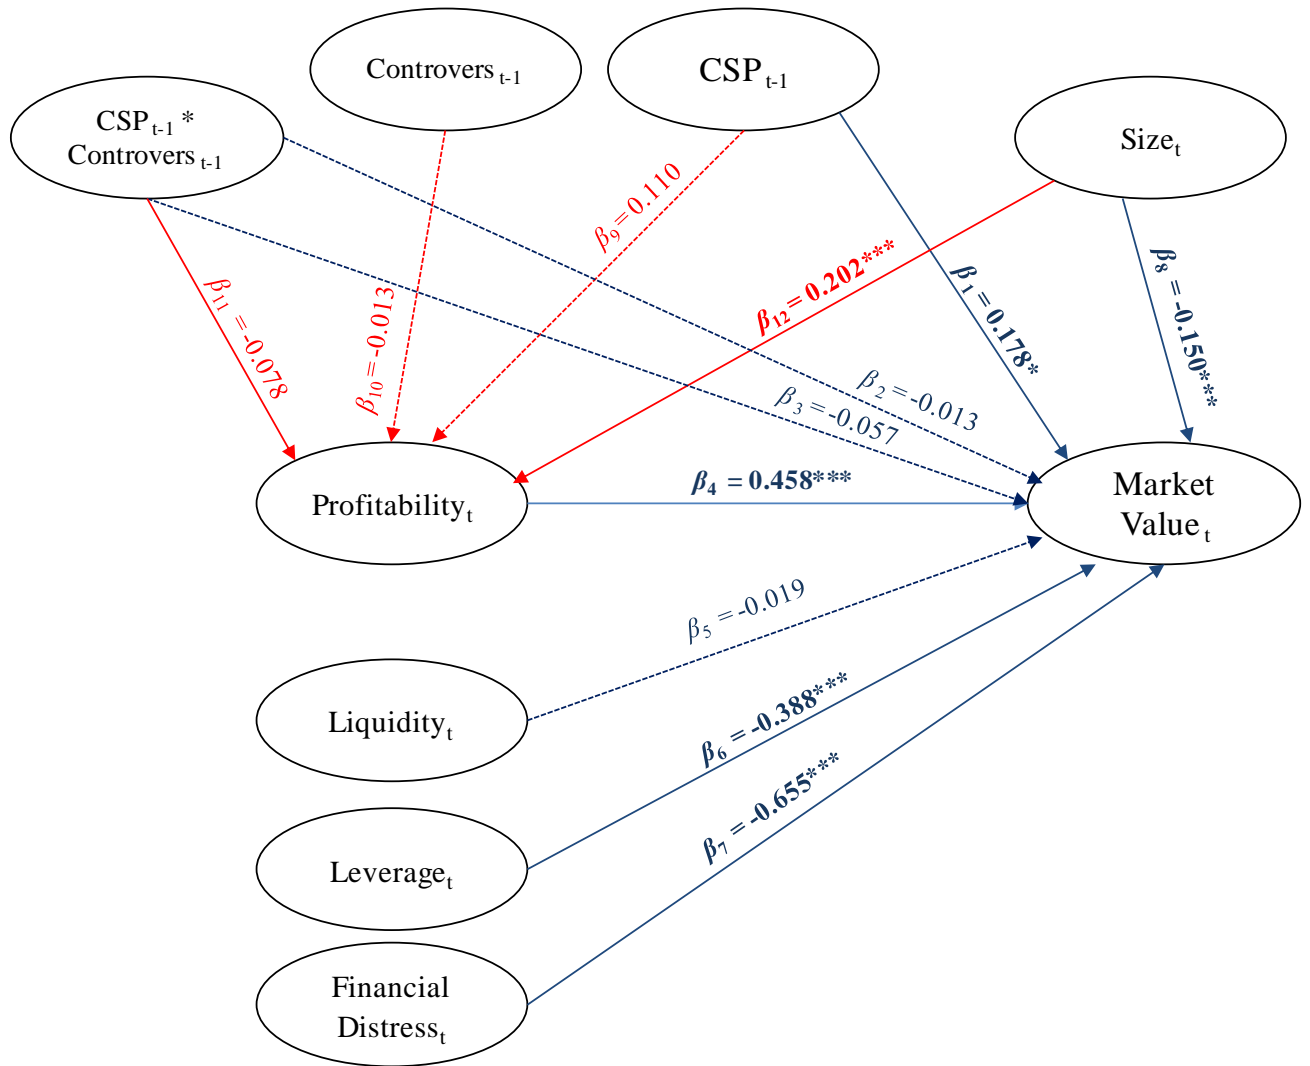 Controvers t-1
CSP t-1
CSP t-1 *
Controvers t-1
Size t
β9 = 0.110
β11 = -0.078
β10 = -0.013
β12 = 0.202***
β1 = 0.178*
β8 = -0.150***
β2 = -0.013
β3 = -0.057
β4 = 0.458***
Profitability t
Market
Value t
β5 = -0.019
Liquidity t
β6 = -0.388***
β7 = -0.655***
Leverage t
Financial
Distress t